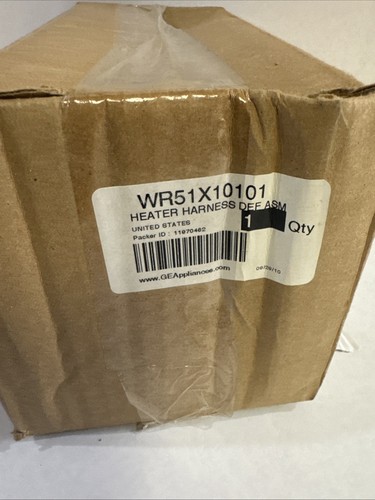 WR51X10101
HEATER HARNESS DEF ASM
UNITED STATES
1 Qty
Packer ID : 11970462
www.GEAppliances.com